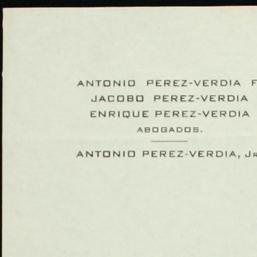 ANTONIO PEREZ-VERDIA F
JACOBO PEREZ-VERDIA
ENRIQUE PEREZ-VERDIA
ABOGADOS.
ANTONIO PEREZ-VERDIA, JR